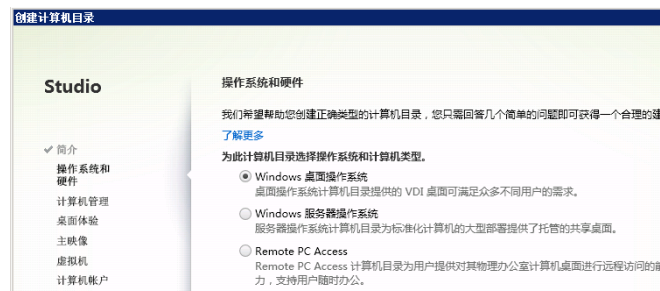 创建计算机目录
Studio
操作系统和硬件
我们希望帮助您创建正确类型的计算机目录，您只需回答几个简单的问题即可获得一个合理的
了解更多
简介
为此计算机目录选择操作系统和计算机类型。
操作系统和
硬件
Windows 桌面操作系统
桌面操作系统计算机目录提供的 VDI 桌面可满足众多不同用户的需求。
计算机管理
桌面体验
Windows 服务器操作系统
服务器操作系统计算机目录为标准化计算机的大型部署提供了托管的共享桌面。
主映像
虚拟机
Remote PC Access
Remote PC Access 计算机目录为用户提供对其物理办公室计算机桌面进行远程访问的
计算机帐户
力，支持用户随时办公。